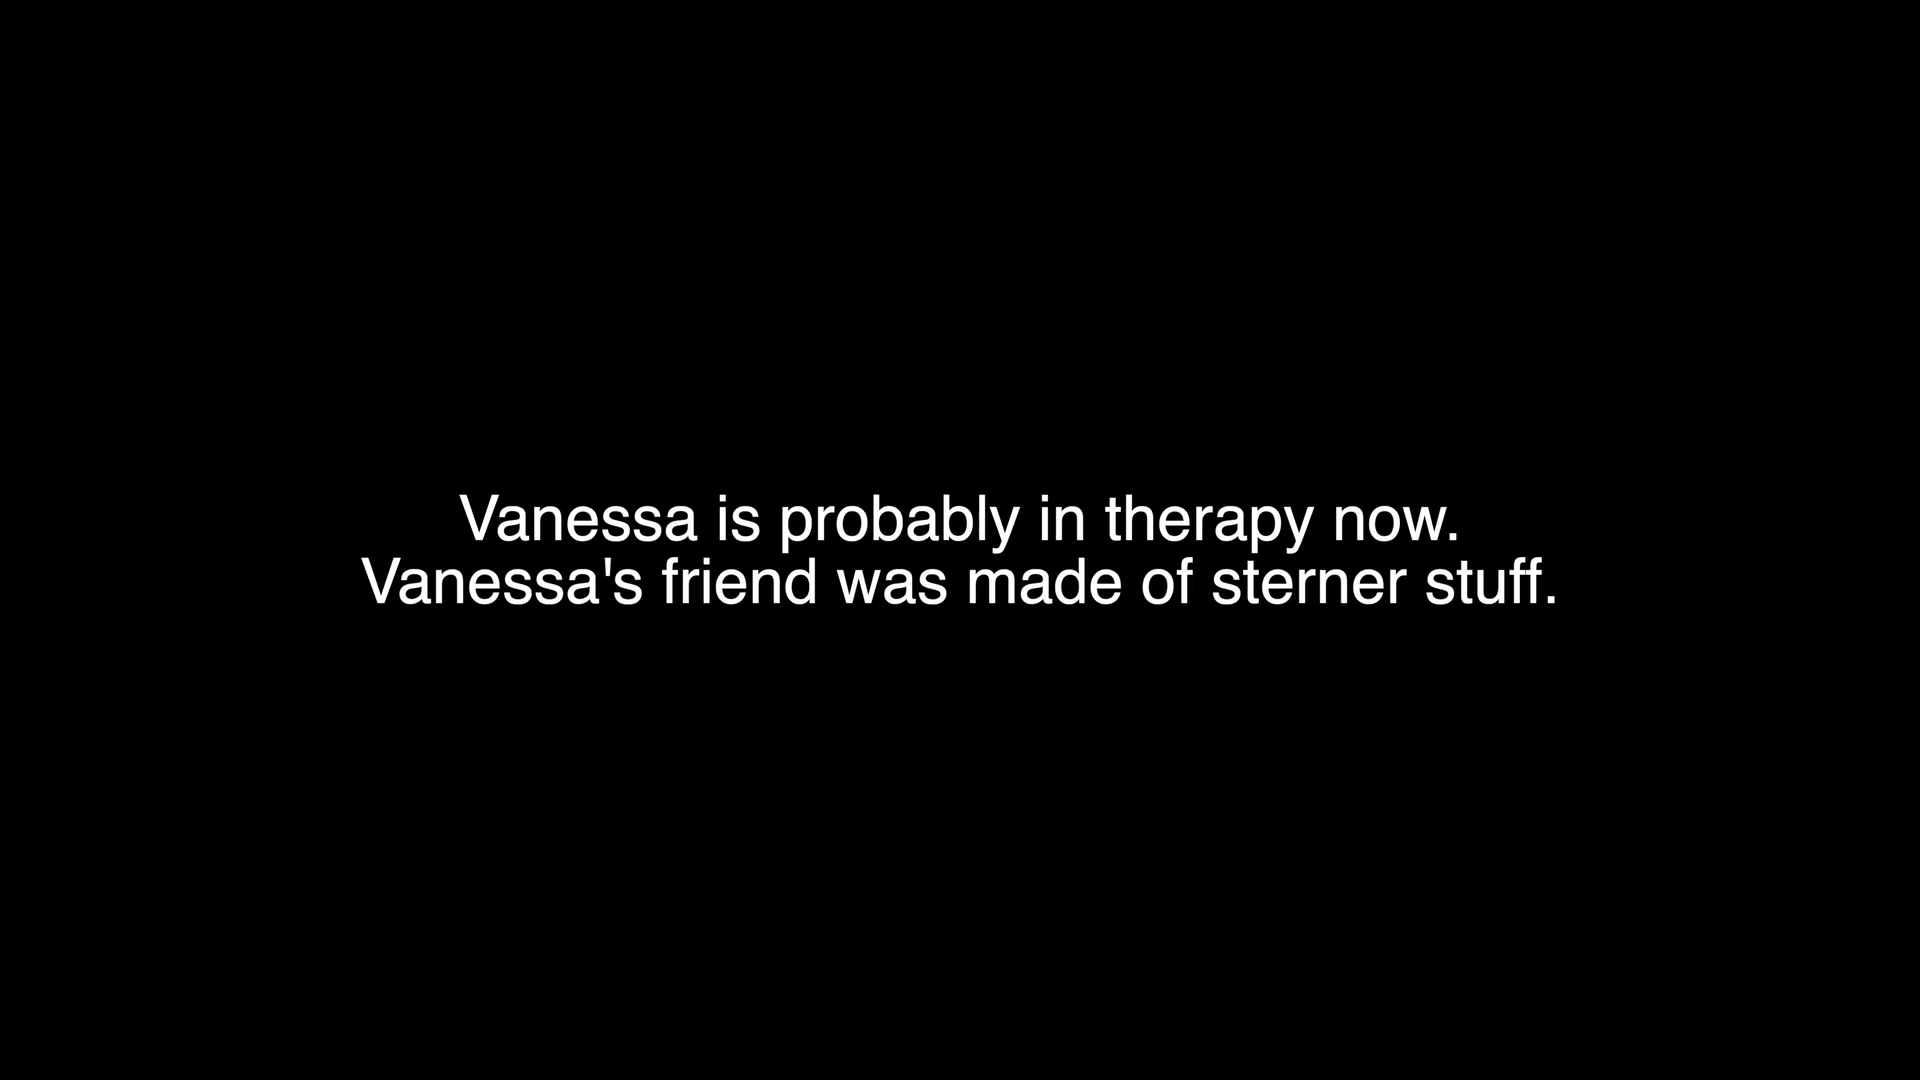 Vanessa is probably in therapy now.
Vanessa's friend was made of sterner stuff.